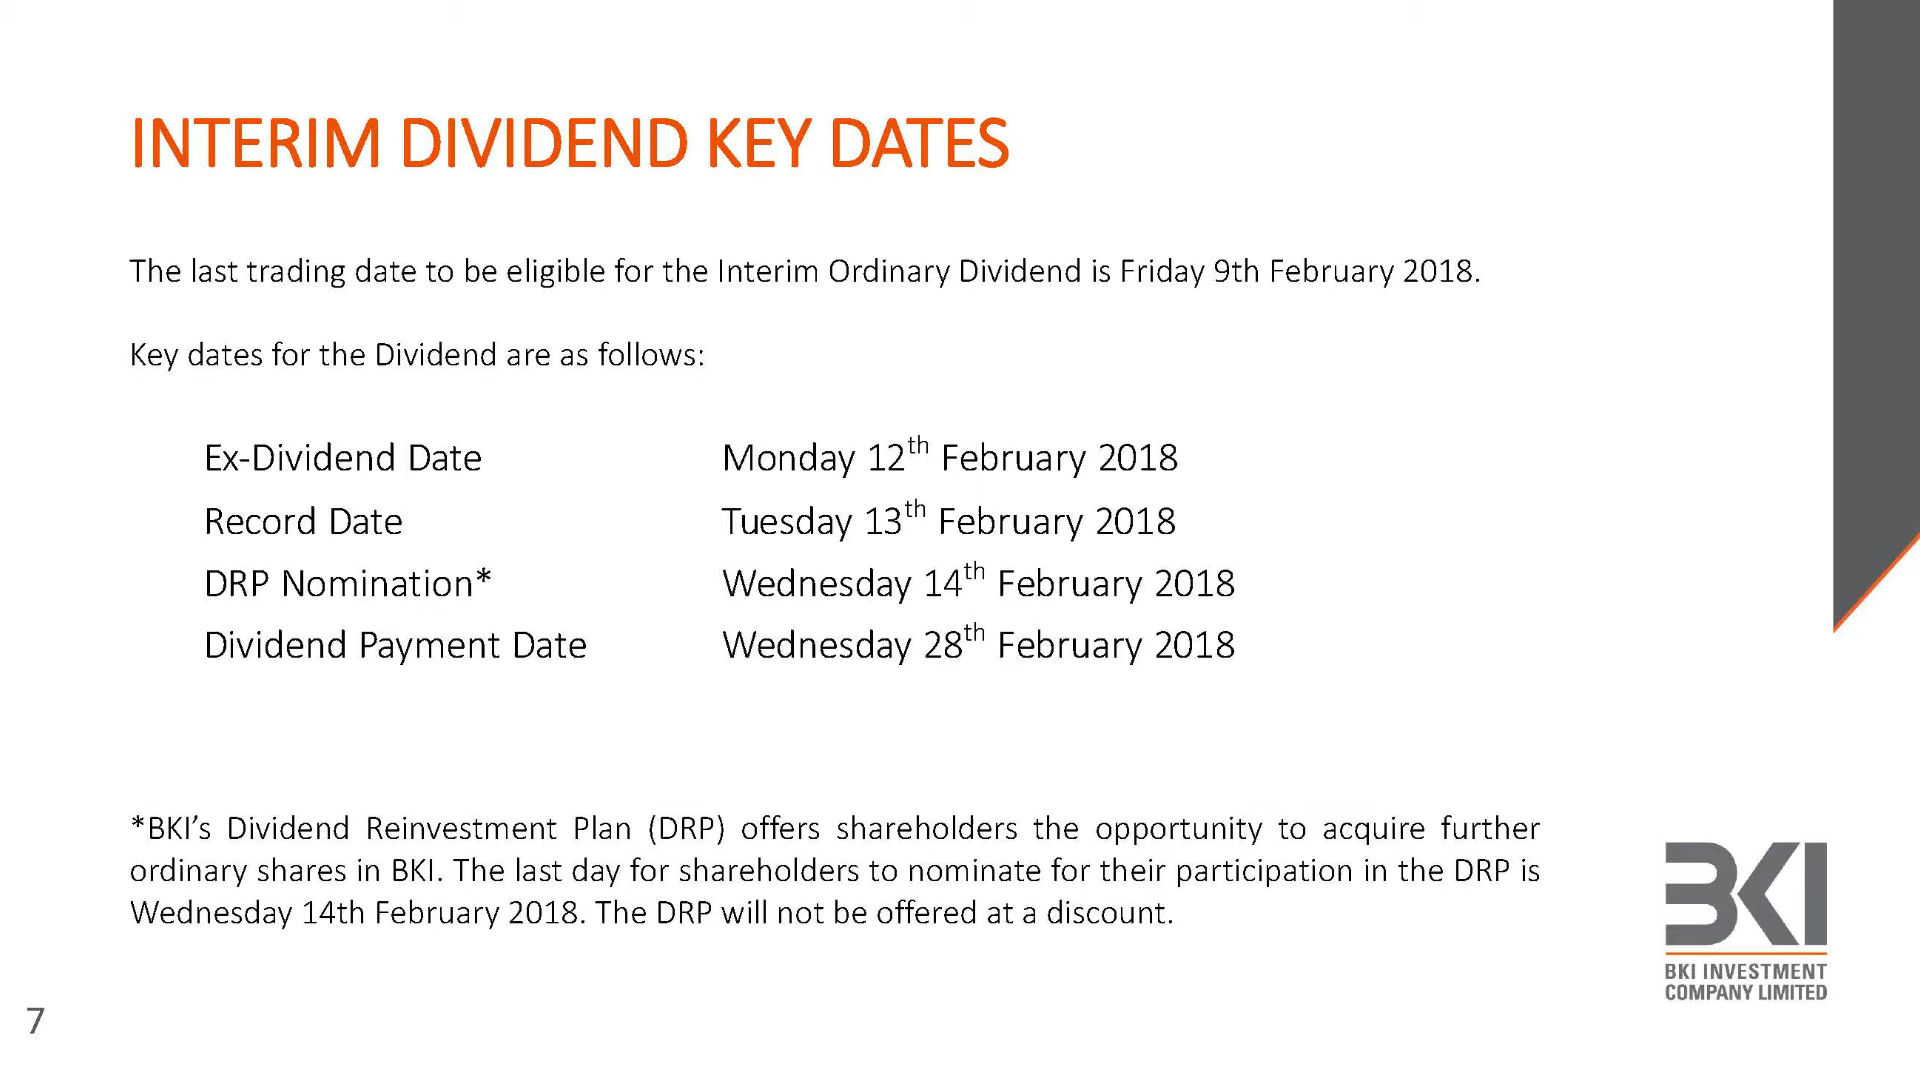 INTERIM DIVIDEND KEY DATES
The last trading date to be eligible for the Interim Ordinary Dividend is Friday 9th February 2018.
Key dates for the Dividend are as follows:
Ex-Dividend Date Monday 12th February 2018
Record Date Tuesday 13th February 2018
DRP Nomination* Wednesday 14th February 2018
Dividend Payment Date Wednesday 28th February 2018
*BKI’s Dividend Reinvestment Plan (DRP) offers shareholders the opportunity to acquire further
ordinary shares in BKI. The last day for shareholders to nominate for their participation in the DRP is
Wednesday 14th February 2018. The DRP will not be offered at a discount.
BKI
BKI INVESTMENT
COMPANY LIMITED
7